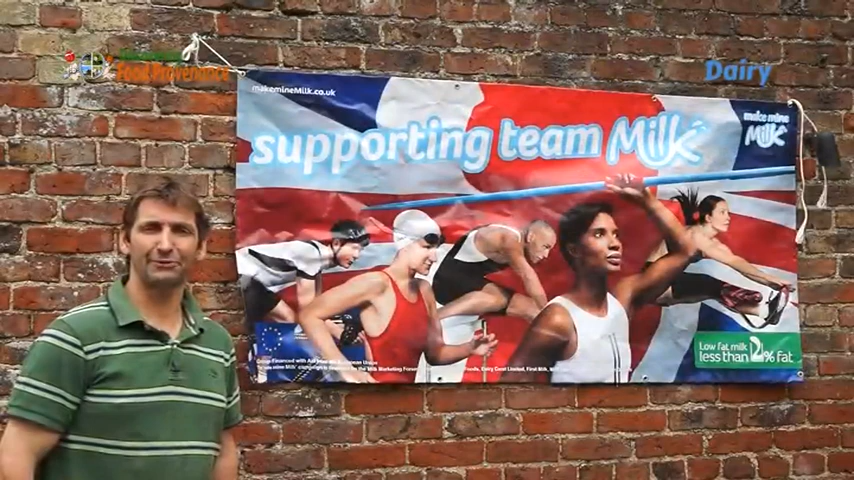 Food Provenance
Dairy
makemineMilk.co.uk
make mine
Milk
supporting team Milk
Low fat milk
less than 2% fat